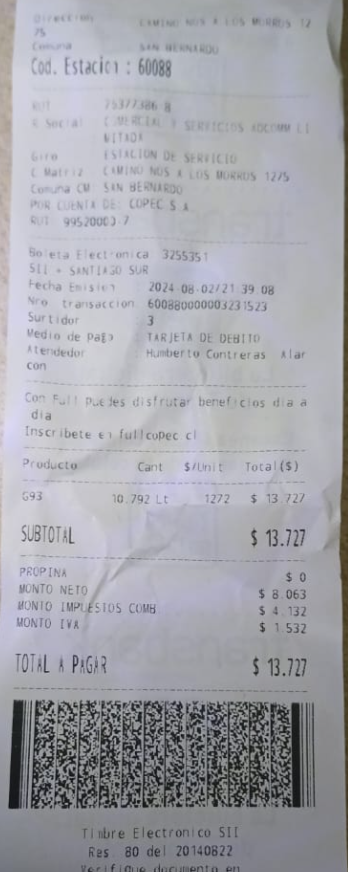 Direccion : CAMINO NOS A LOS MORROS 12
75
Comuna : SAN BERNARDO
Cod. Estacion : 60088
RUT : 76377386 8
R Social : COMERCIAL Y SERVICIOS ADCOMM LI
MITADA
Giro : ESTACION DE SERVICIO
C Matriz : CAMINO NOS A LOS MORROS 1275
Comuna CM SAN BERNARDO
POR CUENTA DE: COPEC S A
RUT 99520000-7
Boleta Electronica 3255351
SII - SANTIAGO SUR
Fecha Emision : 2024-08-02/21 39 08
Nro transaccion 60088000003231523
Surtidor : 3
Medio de Pago : TARJETA DE DEBITO
Atendedor : Humberto Contreras Alar
con
Con Full puedes disfrutar beneficios dia a
dia
Inscribete en fullcopec cl
Producto Cant $/Unit Total($)
G93 10.792 Lt 1272 $ 13.727
SUBTOTAL $ 13.727
PROPINA $ 0
MONTO NETO $ 8.063
MONTO IMPUESTOS COMB $ 4.132
MONTO IVA $ 1.532
TOTAL A PAGAR $ 13.727
Timbre Electronico SII
Res. 80 del 20140822
Verifique documento en